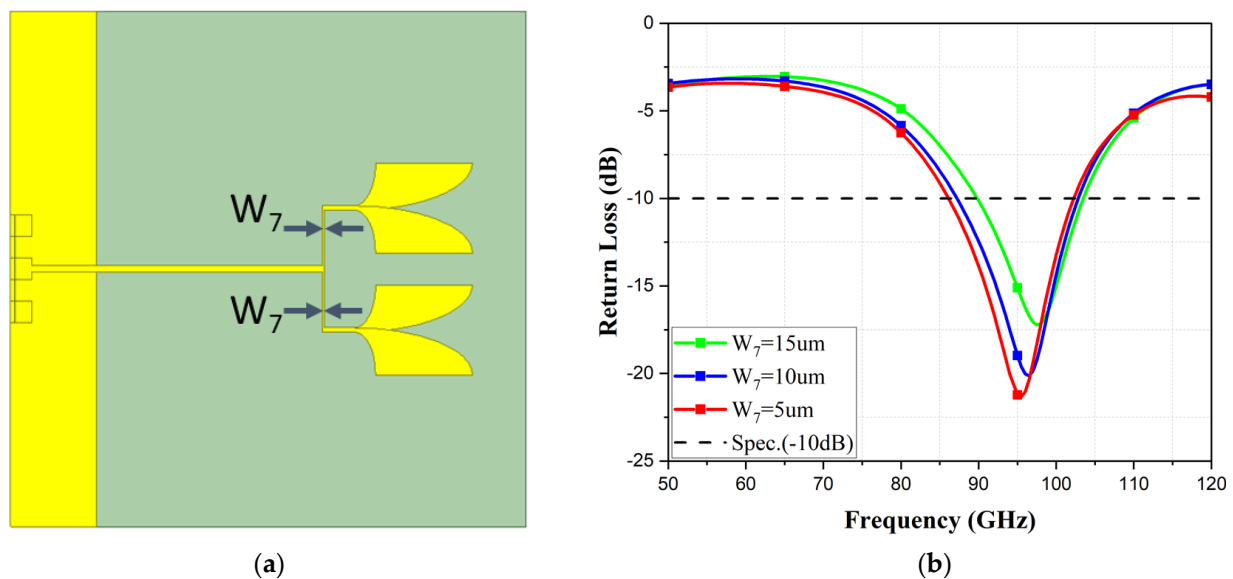 W7
W7
0
-5
-10
-15
-20
-25
Return Loss (dB)
W7=15um
W7=10um
W7=5um
Spec.(-10dB)
50 60 70 80 90 100 110 120
Frequency (GHz)
(a)
(b)